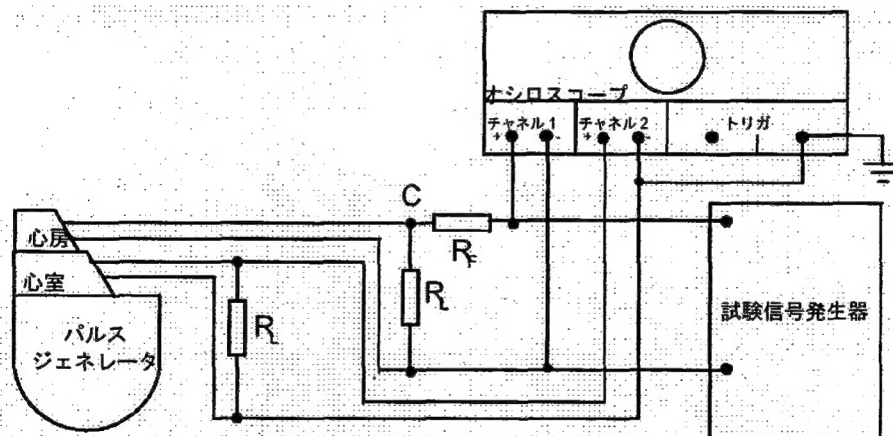 オシロスコープ
チャネル1
チャネル2
トリガ
+
-
+
-
C
R_F
R_L
R_L
心房
心室
パルス
ジェネレータ
試験信号発生器